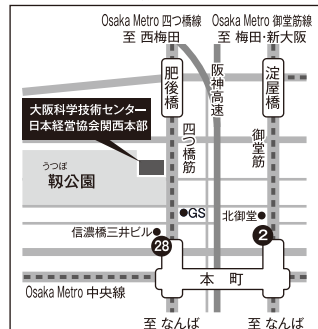 Osaka Metro 四つ橋線
Osaka Metro 御堂筋線
至 西梅田
至 梅田・新大阪
肥後橋
阪神高速
淀屋橋
大阪科学技術センター
日本経営協会関西本部
四つ橋筋
御堂筋
うつぼ
靱公園
GS
北御堂
信濃橋三井ビル
28
2
本町
Osaka Metro 中央線
至 なんば
至 なんば